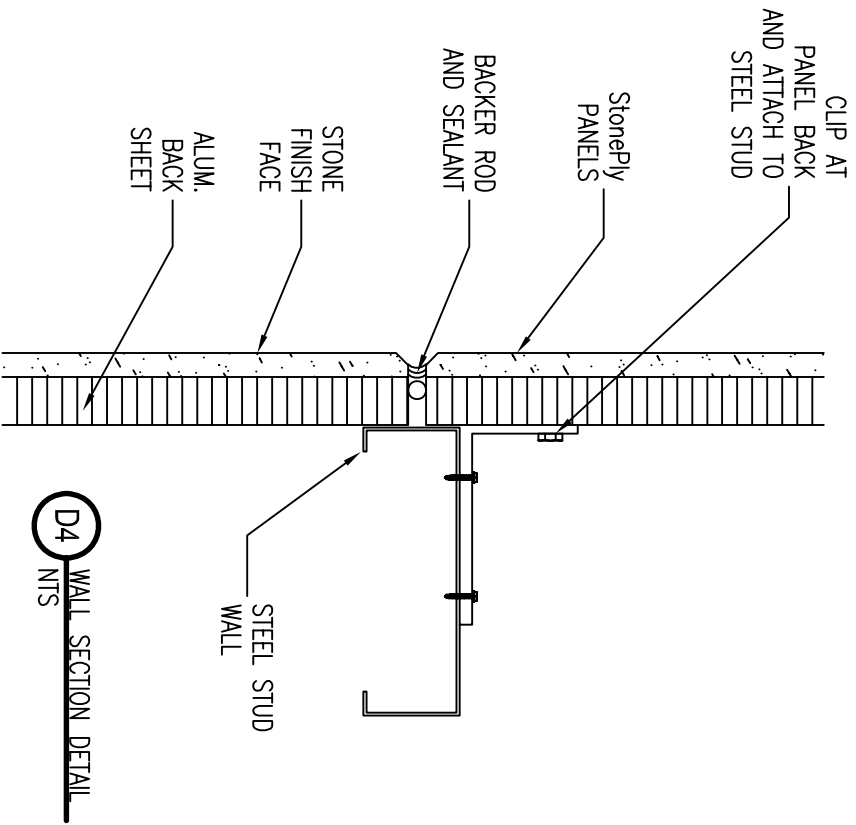 CLIP AT
PANEL BACK
AND ATTACH TO
STEEL STUD
StonePly
PANELS
BACKER ROD
AND SEALANT
STONE
FINISH
FACE
ALUM.
BACK
SHEET
STEEL STUD
WALL
D4
WALL SECTION DETAIL
NTS